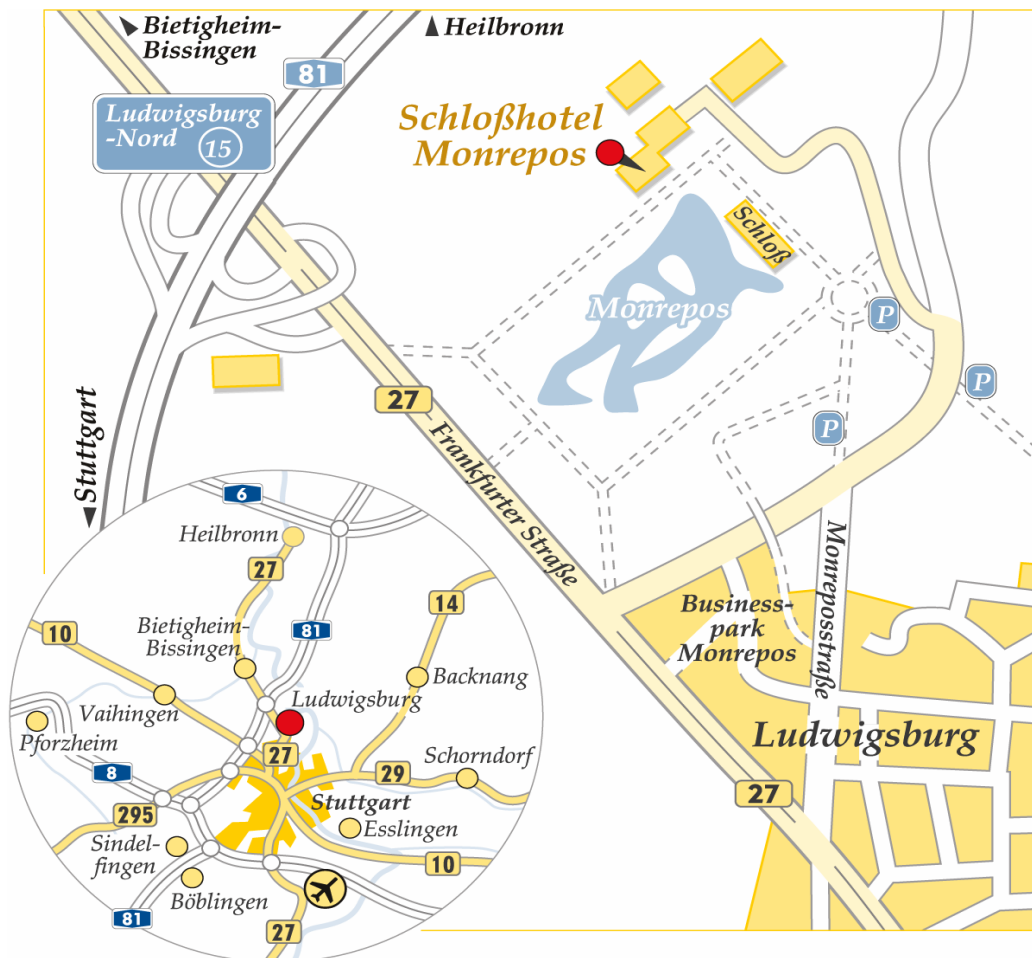 Bietigheim-
Bissingen
Heilbronn
81
Ludwigsburg
-Nord 15
Schloßhotel
Monrepos
Schloß
Monrepos
P
P
P
27
Frankfurter Straße
Stuttgart
Monreposstraße
Business-
park
Monrepos
Ludwigsburg
27
6
Heilbronn
27
14
10
81
Bietigheim-
Bissingen
Backnang
Ludwigsburg
Vaihingen
Pforzheim
27
8
29
Schorndorf
295
Stuttgart
Esslingen
Sindel-
fingen
10
Böblingen
81
27